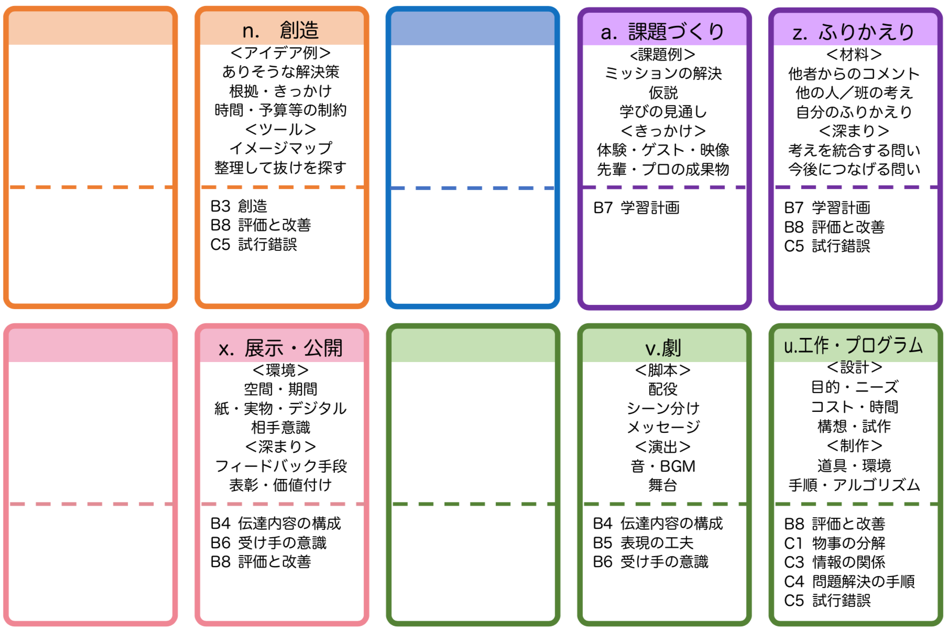 n. 創造
＜アイデア例＞
ありそうな解決策
根拠・きっかけ
時間・予算等の制約
＜ツール＞
イメージマップ
整理して抜けを探す
B3 創造
B8 評価と改善
C5 試行錯誤
a. 課題づくり
<課題例＞
ミッションの解決
仮説
学びの見通し
＜きっかけ＞
体験・ゲスト・映像
先輩・プロの成果物
B7 学習計画
z. ふりかえり
＜材料＞
他者からのコメント
他の人／班の考え
自分のふりかえり
＜深まり＞
考えを統合する問い
今後につなげる問い
B7 学習計画
B8 評価と改善
C5 試行錯誤
x. 展示・公開
＜環境＞
空間・期間
紙・実物・デジタル
相手意識
＜深まり＞
フィードバック手段
表彰・価値付け
B4 伝達内容の構成
B6 受け手の意識
B8 評価と改善
v.劇
＜脚本＞
配役
シーン分け
メッセージ
＜演出＞
音・BGM
舞台
B4 伝達内容の構成
B5 表現の工夫
B6 受け手の意識
u.工作・プログラム
＜設計＞
目的・ニーズ
コスト・時間
構想・試作
＜制作＞
道具・環境
手順・アルゴリズム
B8 評価と改善
C1 物事の分解
C3 情報の関係
C4 問題解決の手順
C5 試行錯誤